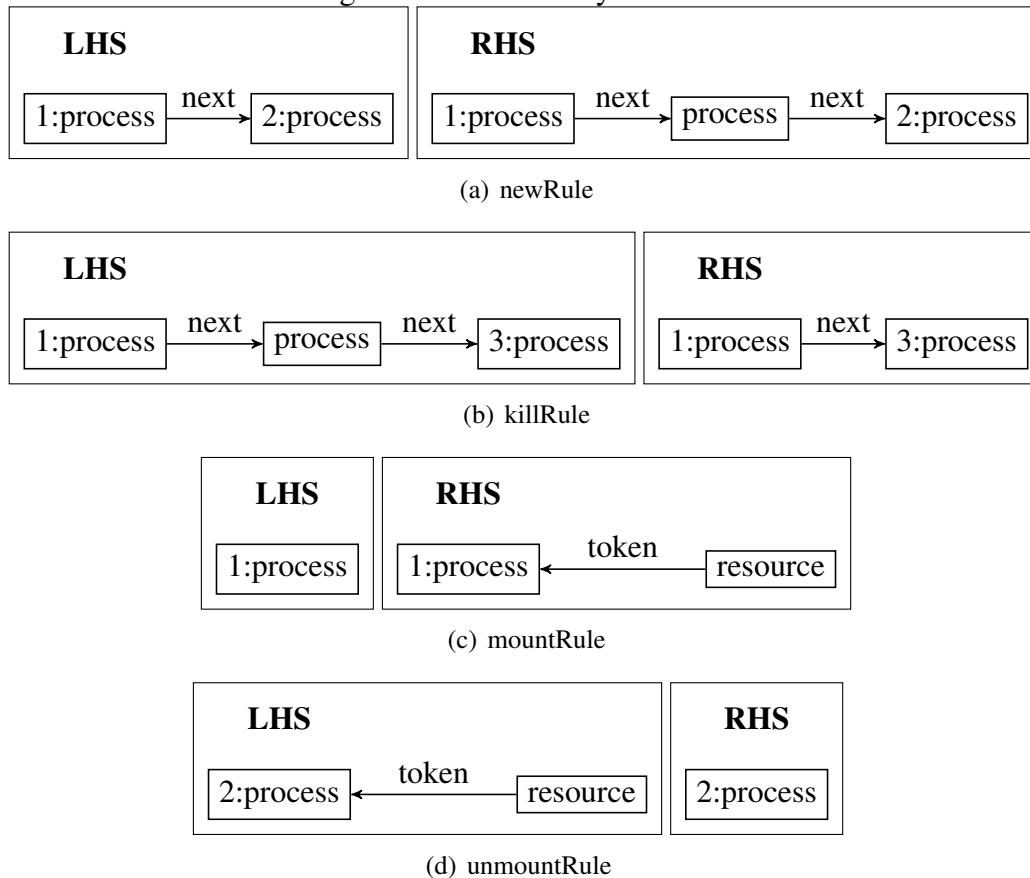 LHS RHS
1:process next 2:process 1:process next process next 2:process
(a) newRule
LHS RHS
1:process next process next 3:process 1:process next 3:process
(b) killRule
LHS RHS
1:process 1:process token resource
(c) mountRule
LHS RHS
2:process token resource 2:process
(d) unmountRule